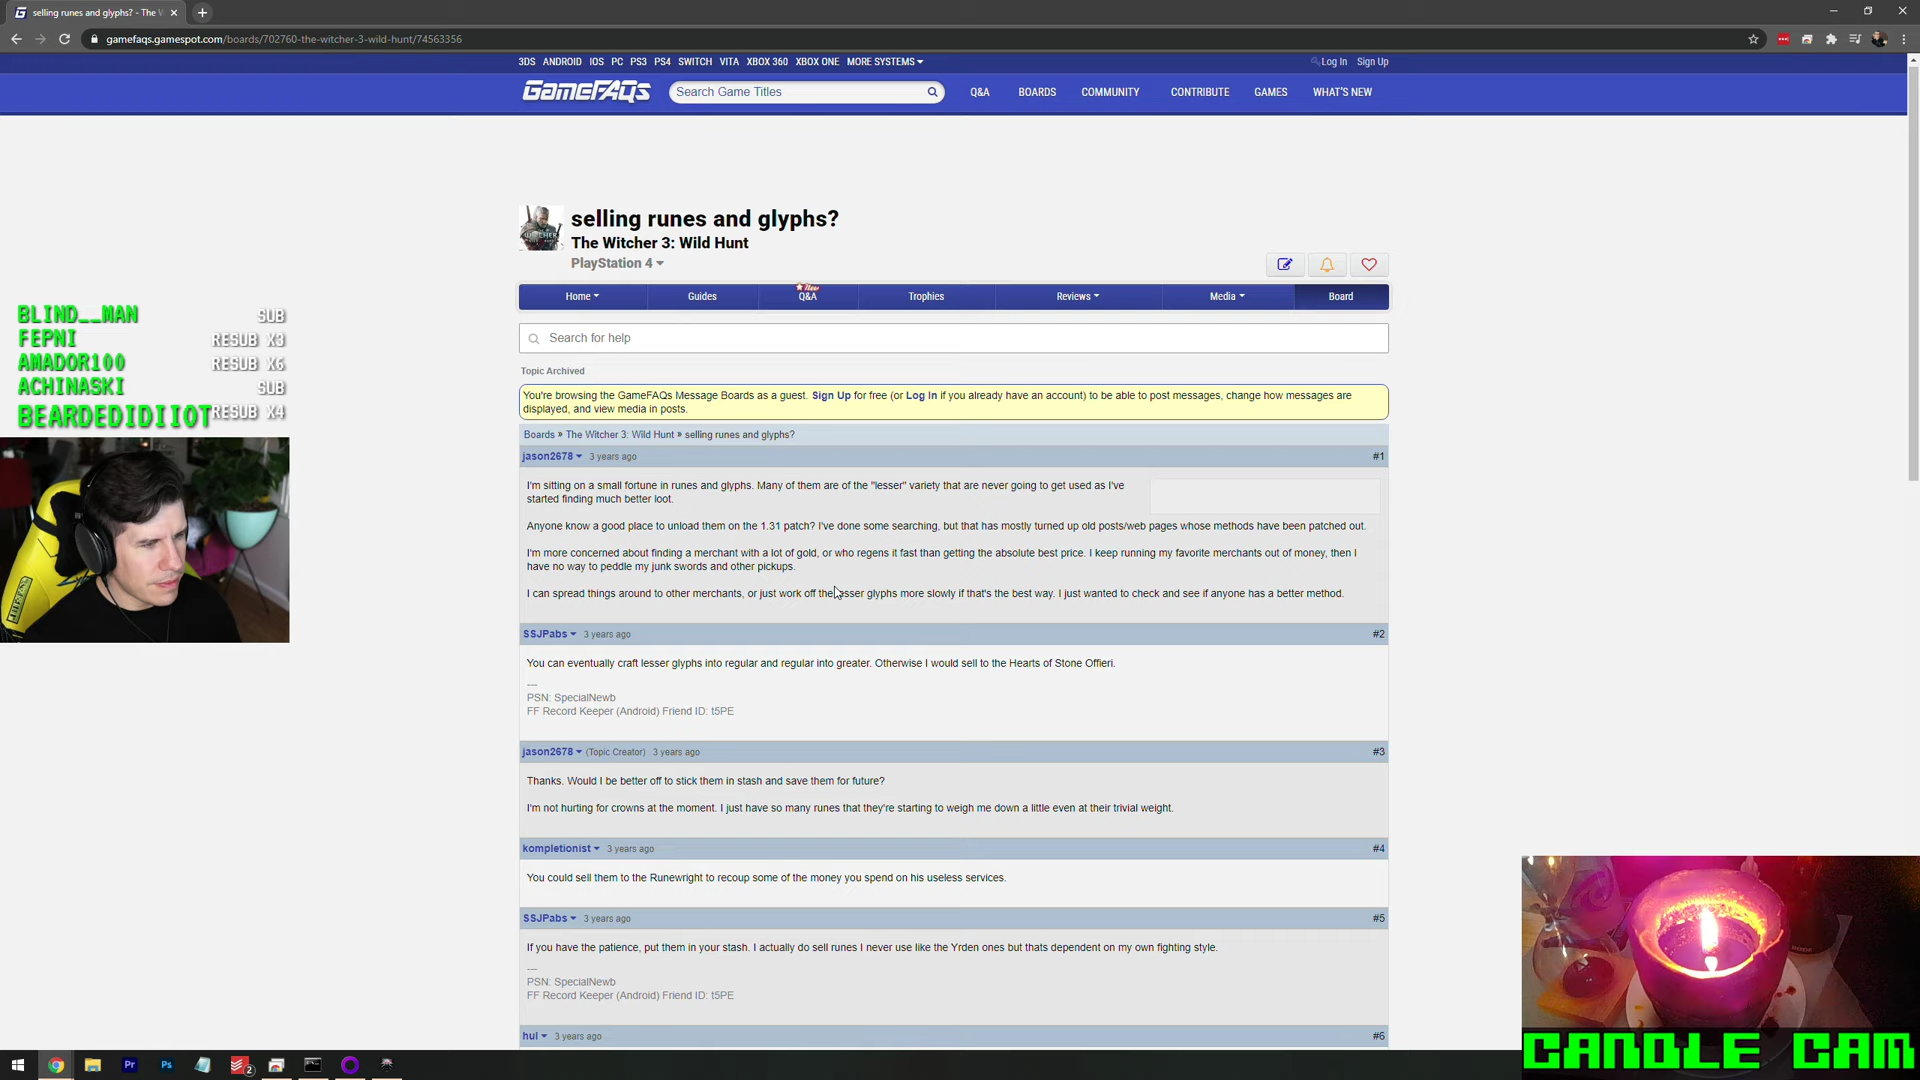 selling runes and glyphs? - The W
gamefaqs.gamespot.com/boards/702760-the-witcher-3-wild-hunt/74563356
3DS ANDROID IOS PC PS3 PS4 SWITCH VITA XBOX 360 XBOX ONE MORE SYSTEMS
Log In Sign Up
GameFAQs
Search Game Titles
Q&A BOARDS COMMUNITY CONTRIBUTE GAMES WHAT'S NEW
selling runes and glyphs?
The Witcher 3: Wild Hunt
PlayStation 4
Home Guides Q&A New Trophies Reviews Media Board
Search for help
Topic Archived
You're browsing the GameFAQs Message Boards as a guest. Sign Up for free (or Log In if you already have an account) to be able to post messages, change how messages are
displayed, and view media in posts.
Boards » The Witcher 3: Wild Hunt » selling runes and glyphs?
jason2678 3 years ago #1
I'm sitting on a small fortune in runes and glyphs. Many of them are of the "lesser" variety that are never going to get used as I've
started finding much better loot.
Anyone know a good place to unload them on the 1.31 patch? I've done some searching, but that has mostly turned up old posts/web pages whose methods have been patched out.
I'm more concerned about finding a merchant with a lot of gold, or who regens it fast than getting the absolute best price. I keep running my favorite merchants out of money, then I
have no way to peddle my junk swords and other pickups.
I can spread things around to other merchants, or just work off the lesser glyphs more slowly if that's the best way. I just wanted to check and see if anyone has a better method.
SSJPabs 3 years ago #2
You can eventually craft lesser glyphs into regular and regular into greater. Otherwise I would sell to the Hearts of Stone Offieri.
---
PSN: SpecialNewb
FF Record Keeper (Android) Friend ID: t5PE
jason2678 (Topic Creator) 3 years ago #3
Thanks. Would I be better off to stick them in stash and save them for future?
I'm not hurting for crowns at the moment. I just have so many runes that they're starting to weigh me down a little even at their trivial weight.
kompletionist 3 years ago #4
You could sell them to the Runewright to recoup some of the money you spend on his useless services.
SSJPabs 3 years ago #5
If you have the patience, put them in your stash. I actually do sell runes I never use like the Yrden ones but thats dependent on my own fighting style.
---
PSN: SpecialNewb
FF Record Keeper (Android) Friend ID: t5PE
hul 3 years ago #6
BLIND__MAN SUB
FEPNI RESUB X3
AMADOR100 RESUB X6
ACHINASKI SUB
BEARDEDIDIIOT RESUB X4
CANDLE CAM
Pr Ps 2